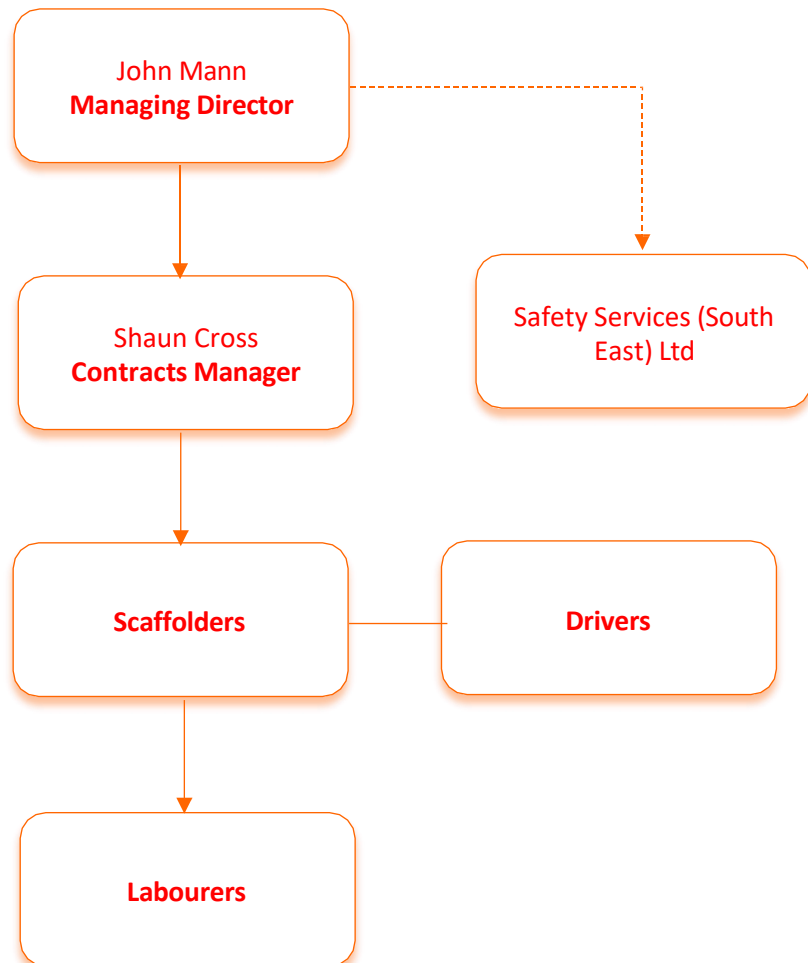 John Mann
Managing Director
Shaun Cross
Contracts Manager
Safety Services (South
East) Ltd
Scaffolders
Drivers
Labourers